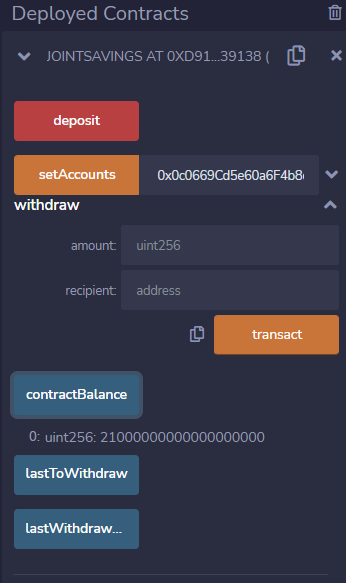 Deployed Contracts
JOINTSAVINGS AT 0XD91...39138 (
deposit
setAccounts 0x0c0669Cd5e60a6F4b8
withdraw
amount: uint256
recipient: address
transact
contractBalance
0: uint256: 21000000000000000000
lastToWithdraw
lastWithdraw...